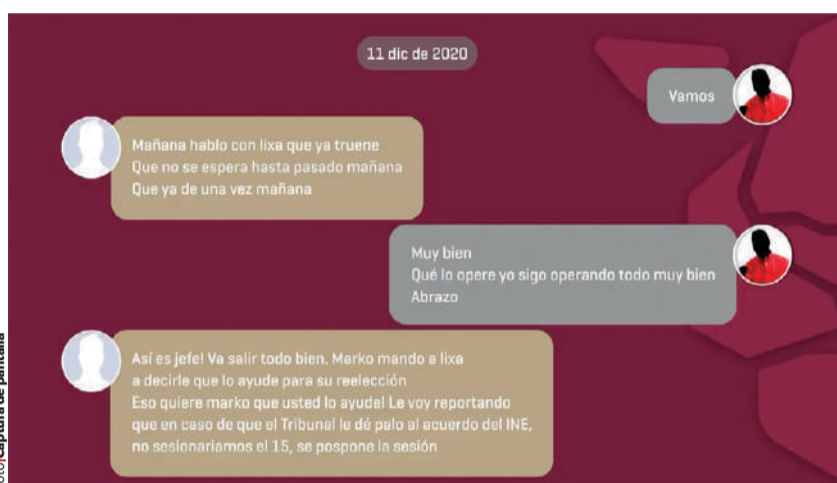 11 dic de 2020
Vamos
Mañana hablo con lixa que ya truene
Que no se espera hasta pasado mañana
Que ya de una vez mañana
Muy bien
Qué lo opere yo sigo operando todo muy bien
Abrazo
Así es jefe! Va salir todo bien. Marko mando a lixa
a decirle que lo ayude para su reelección
Eso quiere marko que usted lo ayude! Le voy reportando
que en caso de que el Tribunal le dé palo al acuerdo del INE,
no sesionariamos el 15, se pospone la sesión
Captura de pantalla